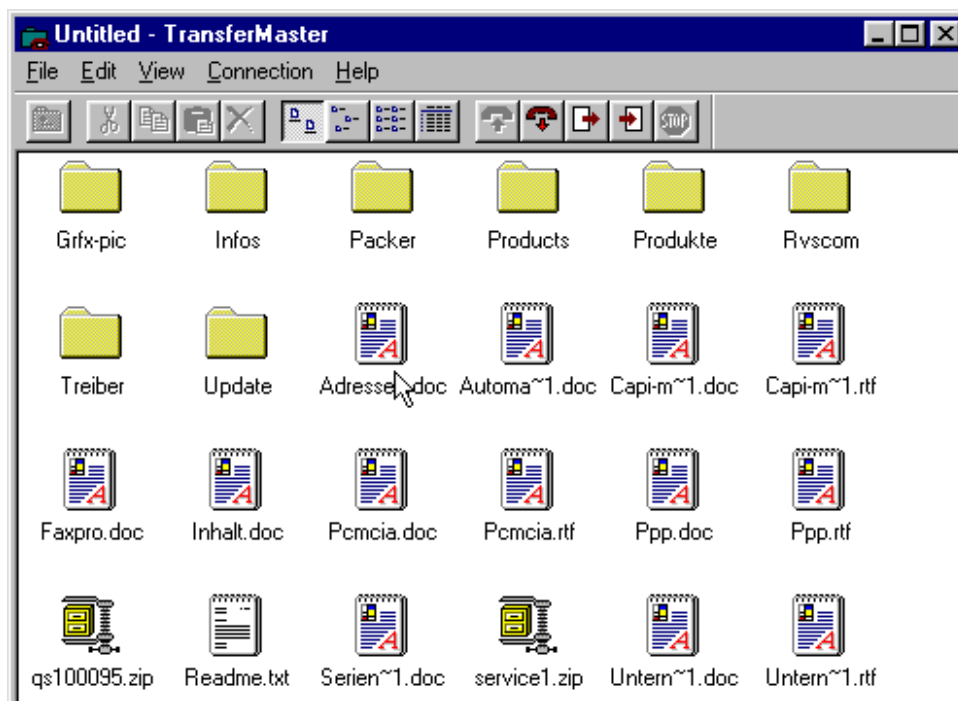 Untitled - TransferMaster
File Edit View Connection Help
STOP
Grfx-pic Infos Packer Products Produkte Rvscom
Treiber Update Adresse .doc Automa~1.doc Capi-m~1.doc Capi-m~1.rtf
Faxpro.doc Inhalt.doc Pcmcia.doc Pcmcia.rtf Ppp.doc Ppp.rtf
qs100095.zip Readme.txt Serien~1.doc service1.zip Untern~1.doc Untern~1.rtf